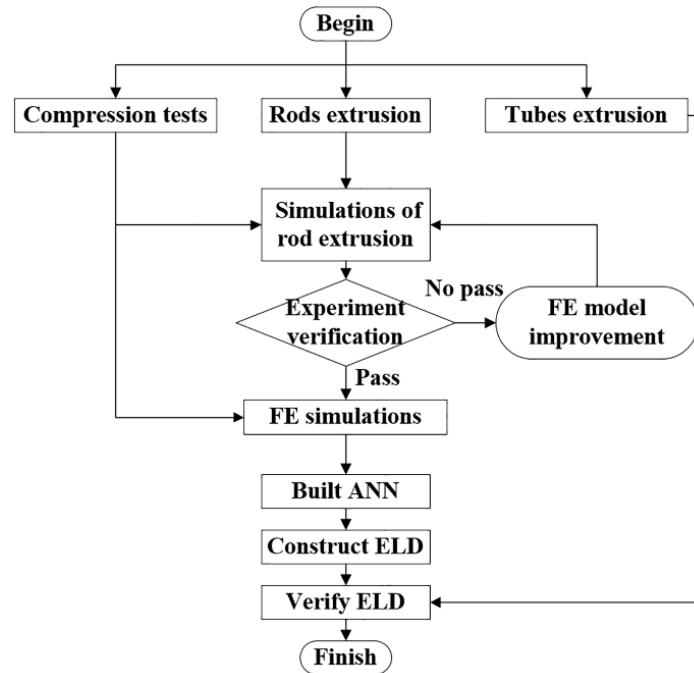 Begin
Compression tests
Rods extrusion
Tubes extrusion
Simulations of
rod extrusion
Experiment
verification
No pass
FE model
improvement
Pass
FE simulations
Built ANN
Construct ELD
Verify ELD
Finish